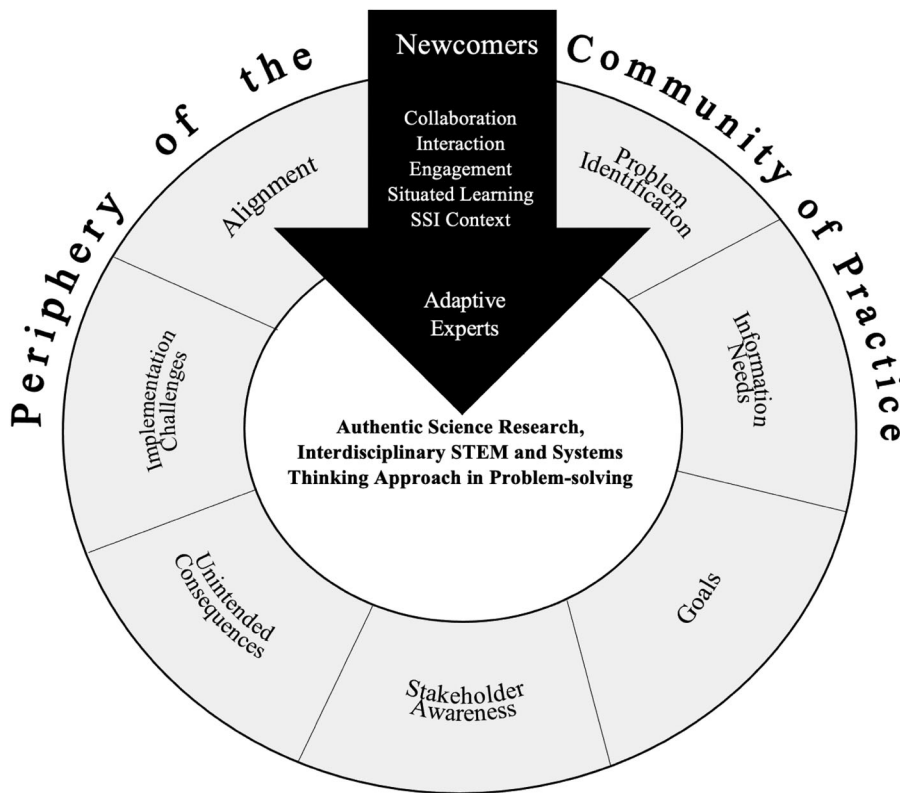 Periphery of the Community of Practice
Newcomers
Collaboration
Interaction
Engagement
Situated Learning
SSI Context
Adaptive
Experts
Authentic Science Research,
Interdisciplinary STEM and Systems
Thinking Approach in Problem-solving
Problem
Identification
Information
Needs
Goals
Stakeholder
Awareness
Unintended
Consequences
Implementation
Challenges
Alignment